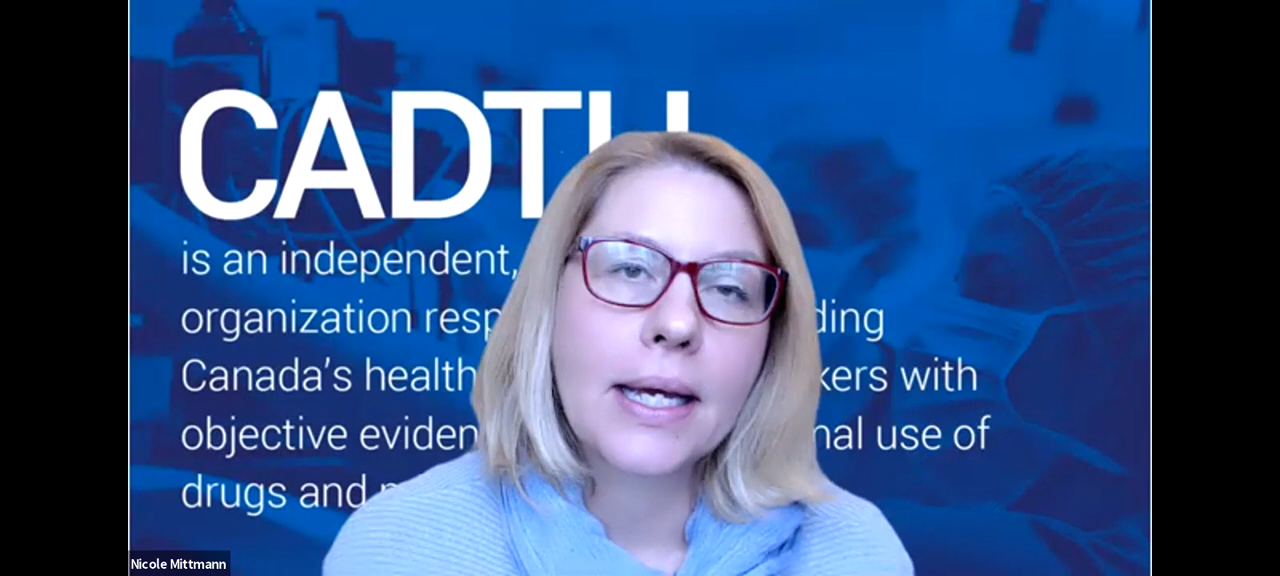 CADTH
is an independent,
organization resp ding
Canada's health kers with
objective eviden nal use of
drugs and
Nicole Mittmann